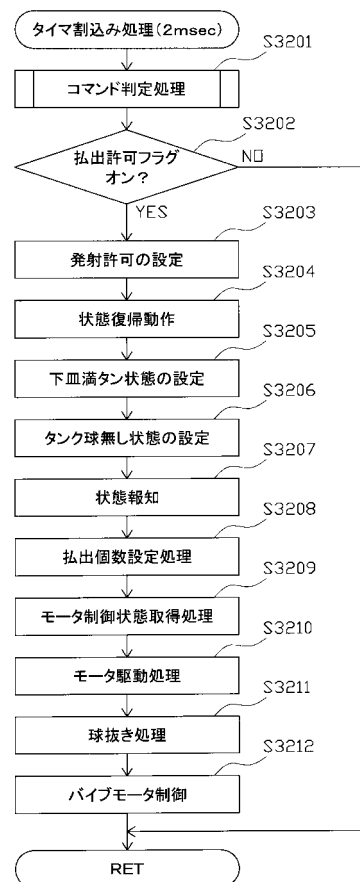 タイマ割込み処理(2msec)
S3201
コマンド判定処理
S3202
払出許可フラグ
オン?
NO
YES
S3203
発射許可の設定
S3204
状態復帰動作
S3205
下皿満タン状態の設定
S3206
タンク球無し状態の設定
S3207
状態報知
S3208
払出個数設定処理
S3209
モータ制御状態取得処理
S3210
モータ駆動処理
S3211
球抜き処理
S3212
バイブモータ制御
RET